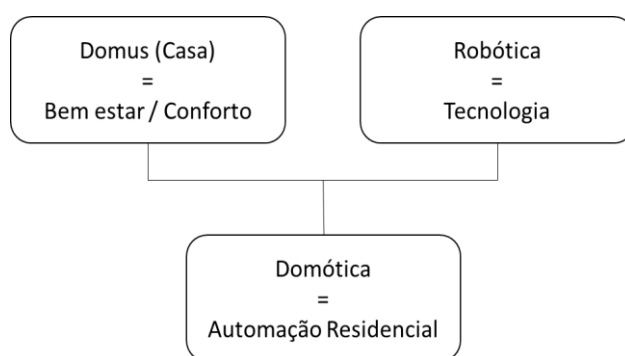 Domus (Casa)
=
Bem estar / Conforto
Robótica
=
Tecnologia
Domótica
=
Automação Residencial